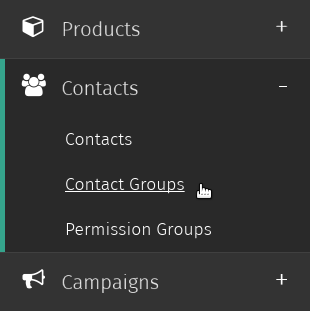 Products +
Contacts −
Contacts
Contact Groups
Permission Groups
Campaigns +